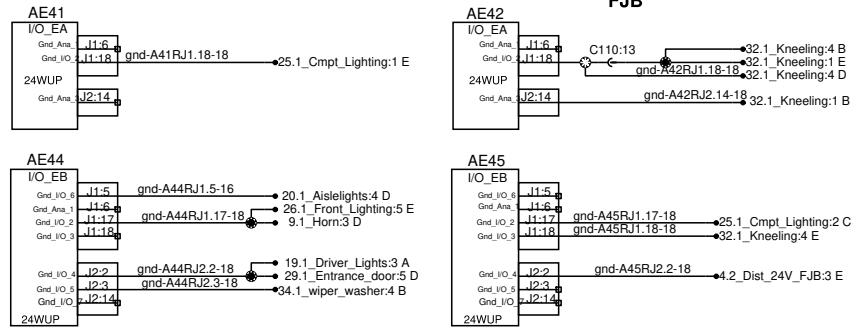 FJB
AE41
I/O_EA
Gnd_Ana_ J1:6
Gnd_I/O_2 J1:18 gnd-A41RJ1.18-18 25.1_Cmpt_Lighting:1 E
24WUP
Gnd_Ana_ J2:14
AE42
I/O_EA
Gnd_Ana_ J1:6
Gnd_I/O_2 J1:18 C110:13
32.1_Kneeling:4 B
32.1_Kneeling:1 E
gnd-A42RJ1.18-18 32.1_Kneeling:4 D
24WUP
Gnd_Ana_ J2:14 gnd-A42RJ2.14-18 32.1_Kneeling:1 B
AE44
I/O_EB
Gnd_I/O_6 J1:5 gnd-A44RJ1.5-16 20.1_Aislelights:4 D
Gnd_Ana_1 J1:6 26.1_Front_Lighting:5 E
Gnd_I/O_2 J1:17 gnd-A44RJ1.17-18 9.1_Horn:3 D
Gnd_I/O_3 J1:18
19.1_Driver_Lights:3 A
Gnd_I/O_4 J2:2 gnd-A44RJ2.2-18 29.1_Entrance_door:5 D
Gnd_I/O_5 J2:3 gnd-A44RJ2.3-18 34.1_wiper_washer:4 B
Gnd_I/O_7 J2:14
24WUP
AE45
I/O_EB
Gnd_I/O_6 J1:5
Gnd_Ana_1 J1:6
Gnd_I/O_2 J1:17 gnd-A45RJ1.17-18 25.1_Cmpt_Lighting:2 C
Gnd_I/O_3 J1:18 gnd-A45RJ1.18-18 32.1_Kneeling:4 E
Gnd_I/O_4 J2:2 gnd-A45RJ2.2-18 4.2_Dist_24V_FJB:3 E
Gnd_I/O_5 J2:3
Gnd_I/O_7 J2:14
24WUP